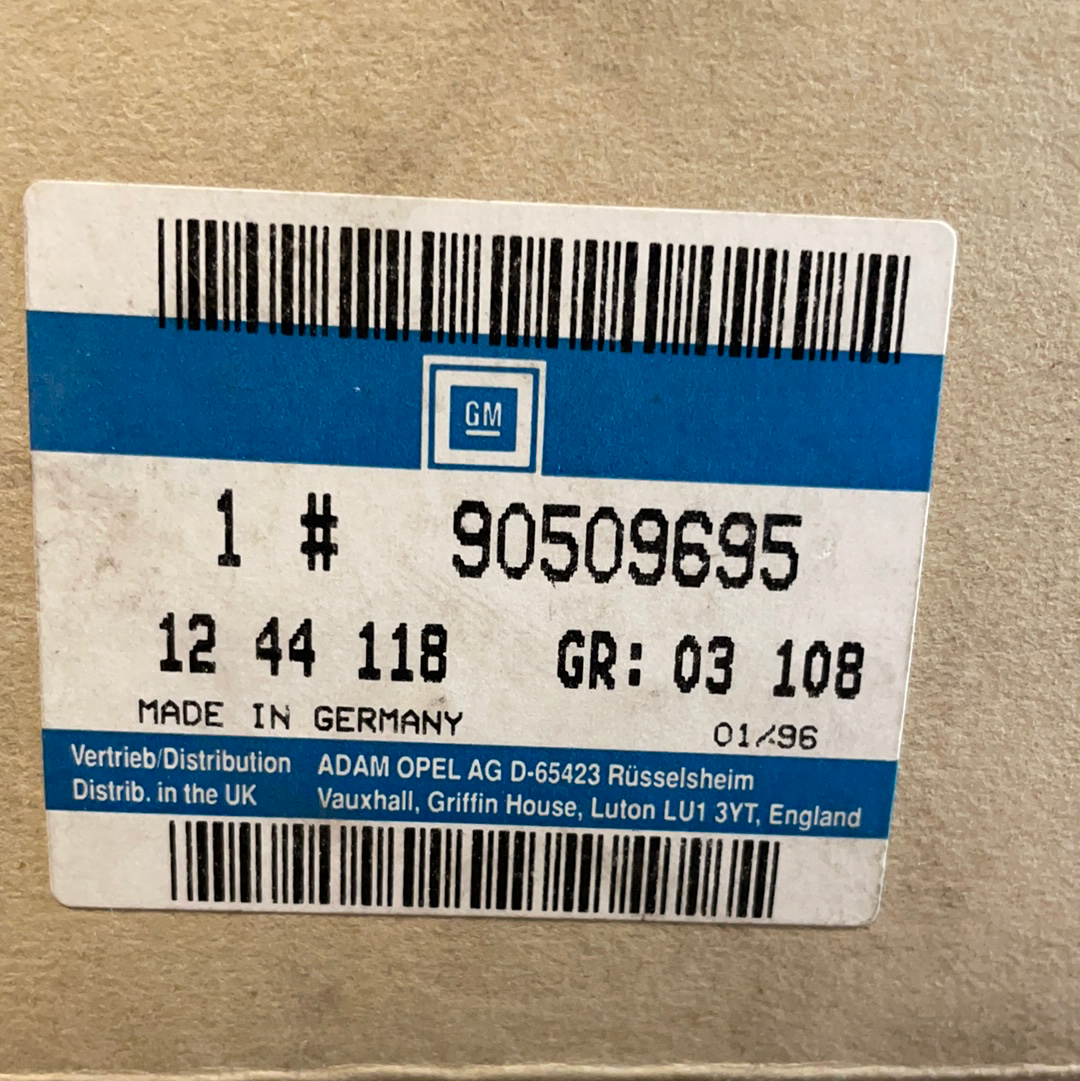 GM
1 # 90509695
12 44 118 GR: 03 108
MADE IN GERMANY 01/96
Vertrieb/Distribution ADAM OPEL AG D-65423 Rüsselsheim
Distrib. in the UK Vauxhall, Griffin House, Luton LU1 3YT, England